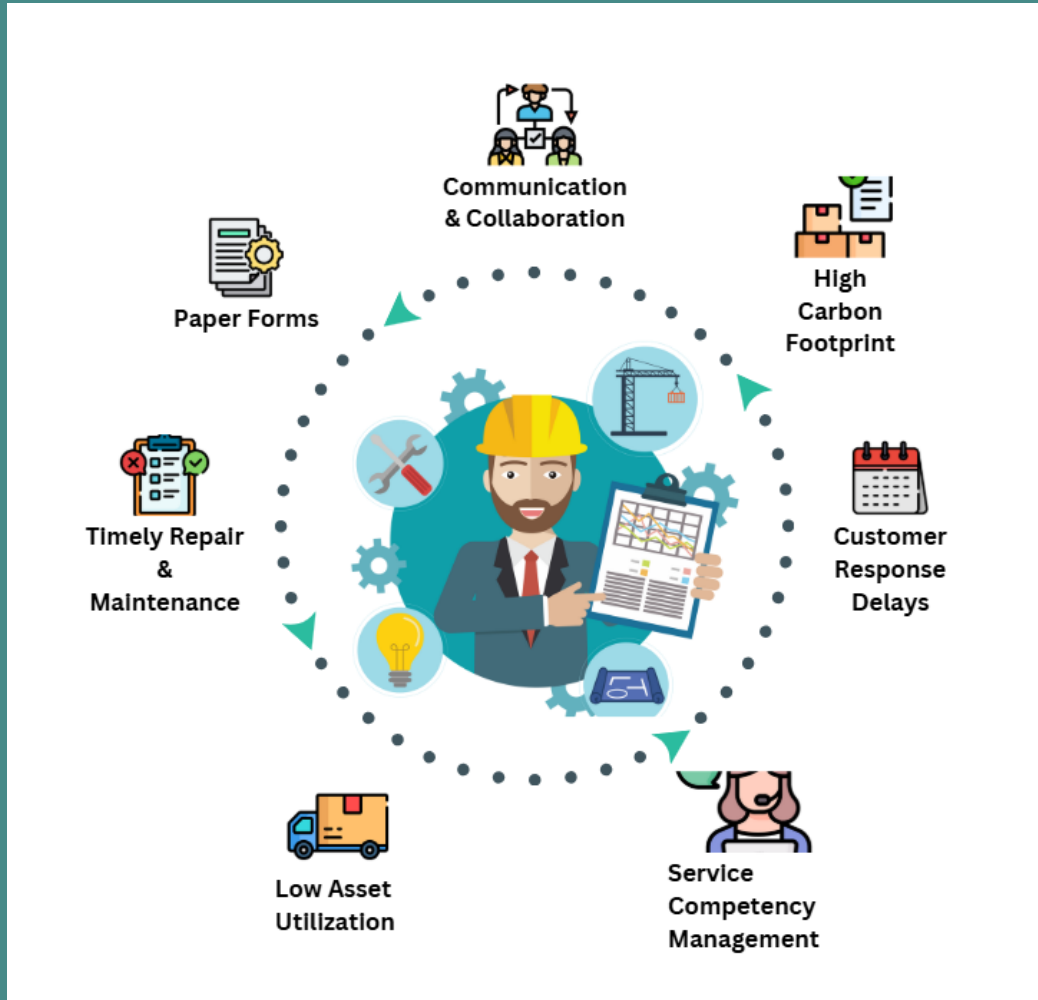 Communication
& Collaboration
High
Carbon
Footprint
Paper Forms
Customer
Response
Delays
TImely Repair
&
Maintenance
Service
Competency
Management
Low Asset
Utilization